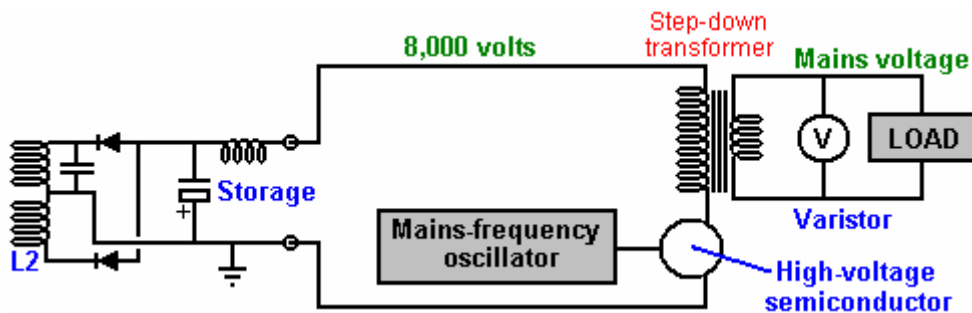 Step-down
transformer
8,000 volts
Mains voltage
V
LOAD
Storage
+
Varistor
L2
Mains-frequency
oscillator
High-voltage
semiconductor